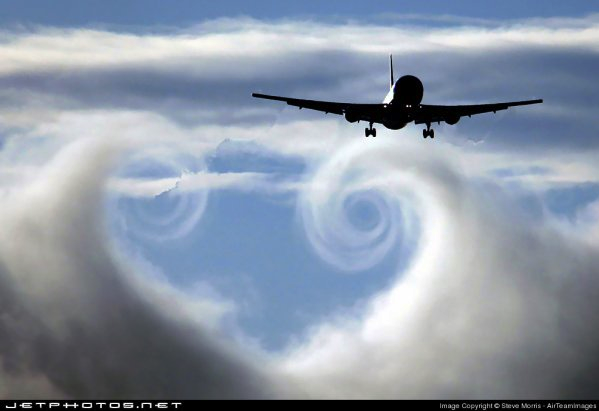 JETPHOTOS.NET
Image Copyright © Steve Morris - AirTeamImages